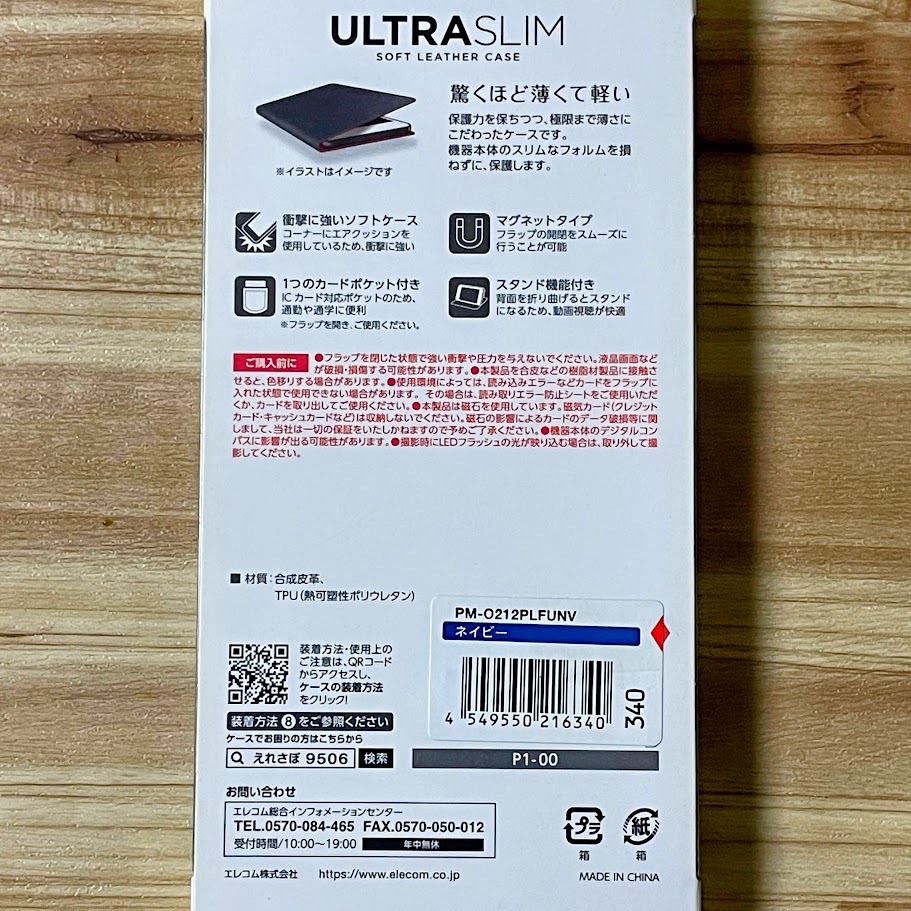 ULTRASLIM
SOFT LEATHER CASE
驚くほど薄くて軽い
保護力を保ちつつ、極限まで薄さに
こだわったケースです。
機器本体のスリムなフォルムを損
ねずに、保護します。
※イラストはイメージです
衝撃に強いソフトケース
コーナーにエアクッションを
使用しているため、衝撃に強い
マグネットタイプ
フラップの開閉をスムーズに
行うことが可能
1つのカードポケット付き
ICカード対応ポケットのため、
通勤や通学に便利
※フラップを開き、ご使用ください。
スタンド機能付き
背面を折り曲げるとスタンド
になるため、動画視聴が快適
ご購入前に ●フラップを閉じた状態で強い衝撃や圧力を与えないでください。液晶画面など
が破損・損傷する可能性があります。●本製品を合皮などの樹脂材製品に接触さ
せると、色移りする場合があります。●使用環境によっては、読み込みエラーなどカードをフラップに
入れた状態で使用できない場合があります。その場合は、読み取りエラー防止シートをご使用いただ
くか、カードを取り出してご使用ください。●本製品は磁石を使用しています。磁気カード(クレジット
カード・キャッシュカードなど)は収納しないでください。磁石の影響によるカードのデータ破損等に関
しまして、当社は一切の保証をいたしかねますので予めご了承ください。●機器本体のデジタルコン
パスに影響が出る可能性があります。●撮影時にLEDフラッシュの光が映り込む場合は、取り外して撮
影してください。
■材質：合成皮革、
TPU(熱可塑性ポリウレタン)
PM-O212PLFUNV
ネイビー
4 549550 216340
340
装着方法・使用上の
ご注意は、QRコード
からアクセスし、
ケースの装着方法
をクリック!
装着方法⑧をご参照ください
ケースでお困りの方はこちらから
えれさぽ 9506 検索
P1-00
お問い合わせ
エレコム総合インフォメーションセンター
TEL.0570-084-465 FAX.0570-050-012
受付時間/10:00～19:00 年中無休
エレコム株式会社 https://www.elecom.co.jp
プラ
箱
紙
箱
MADE IN CHINA